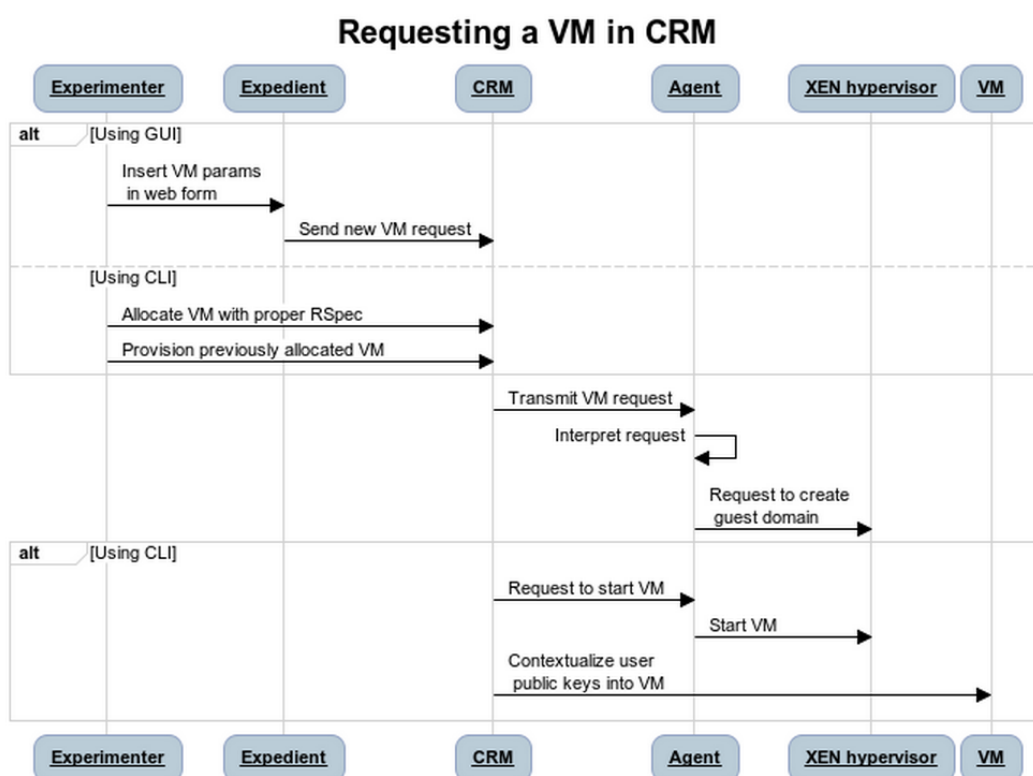 Requesting a VM in CRM
Experimenter Expedient CRM Agent XEN hypervisor VM
alt [Using GUI]
Insert VM params
in web form
Send new VM request
[Using CLI]
Allocate VM with proper RSpec
Provision previously allocated VM
Transmit VM request
Interpret request
Request to create
guest domain
alt [Using CLI]
Request to start VM
Start VM
Contextualize user
public keys into VM
Experimenter Expedient CRM Agent XEN hypervisor VM